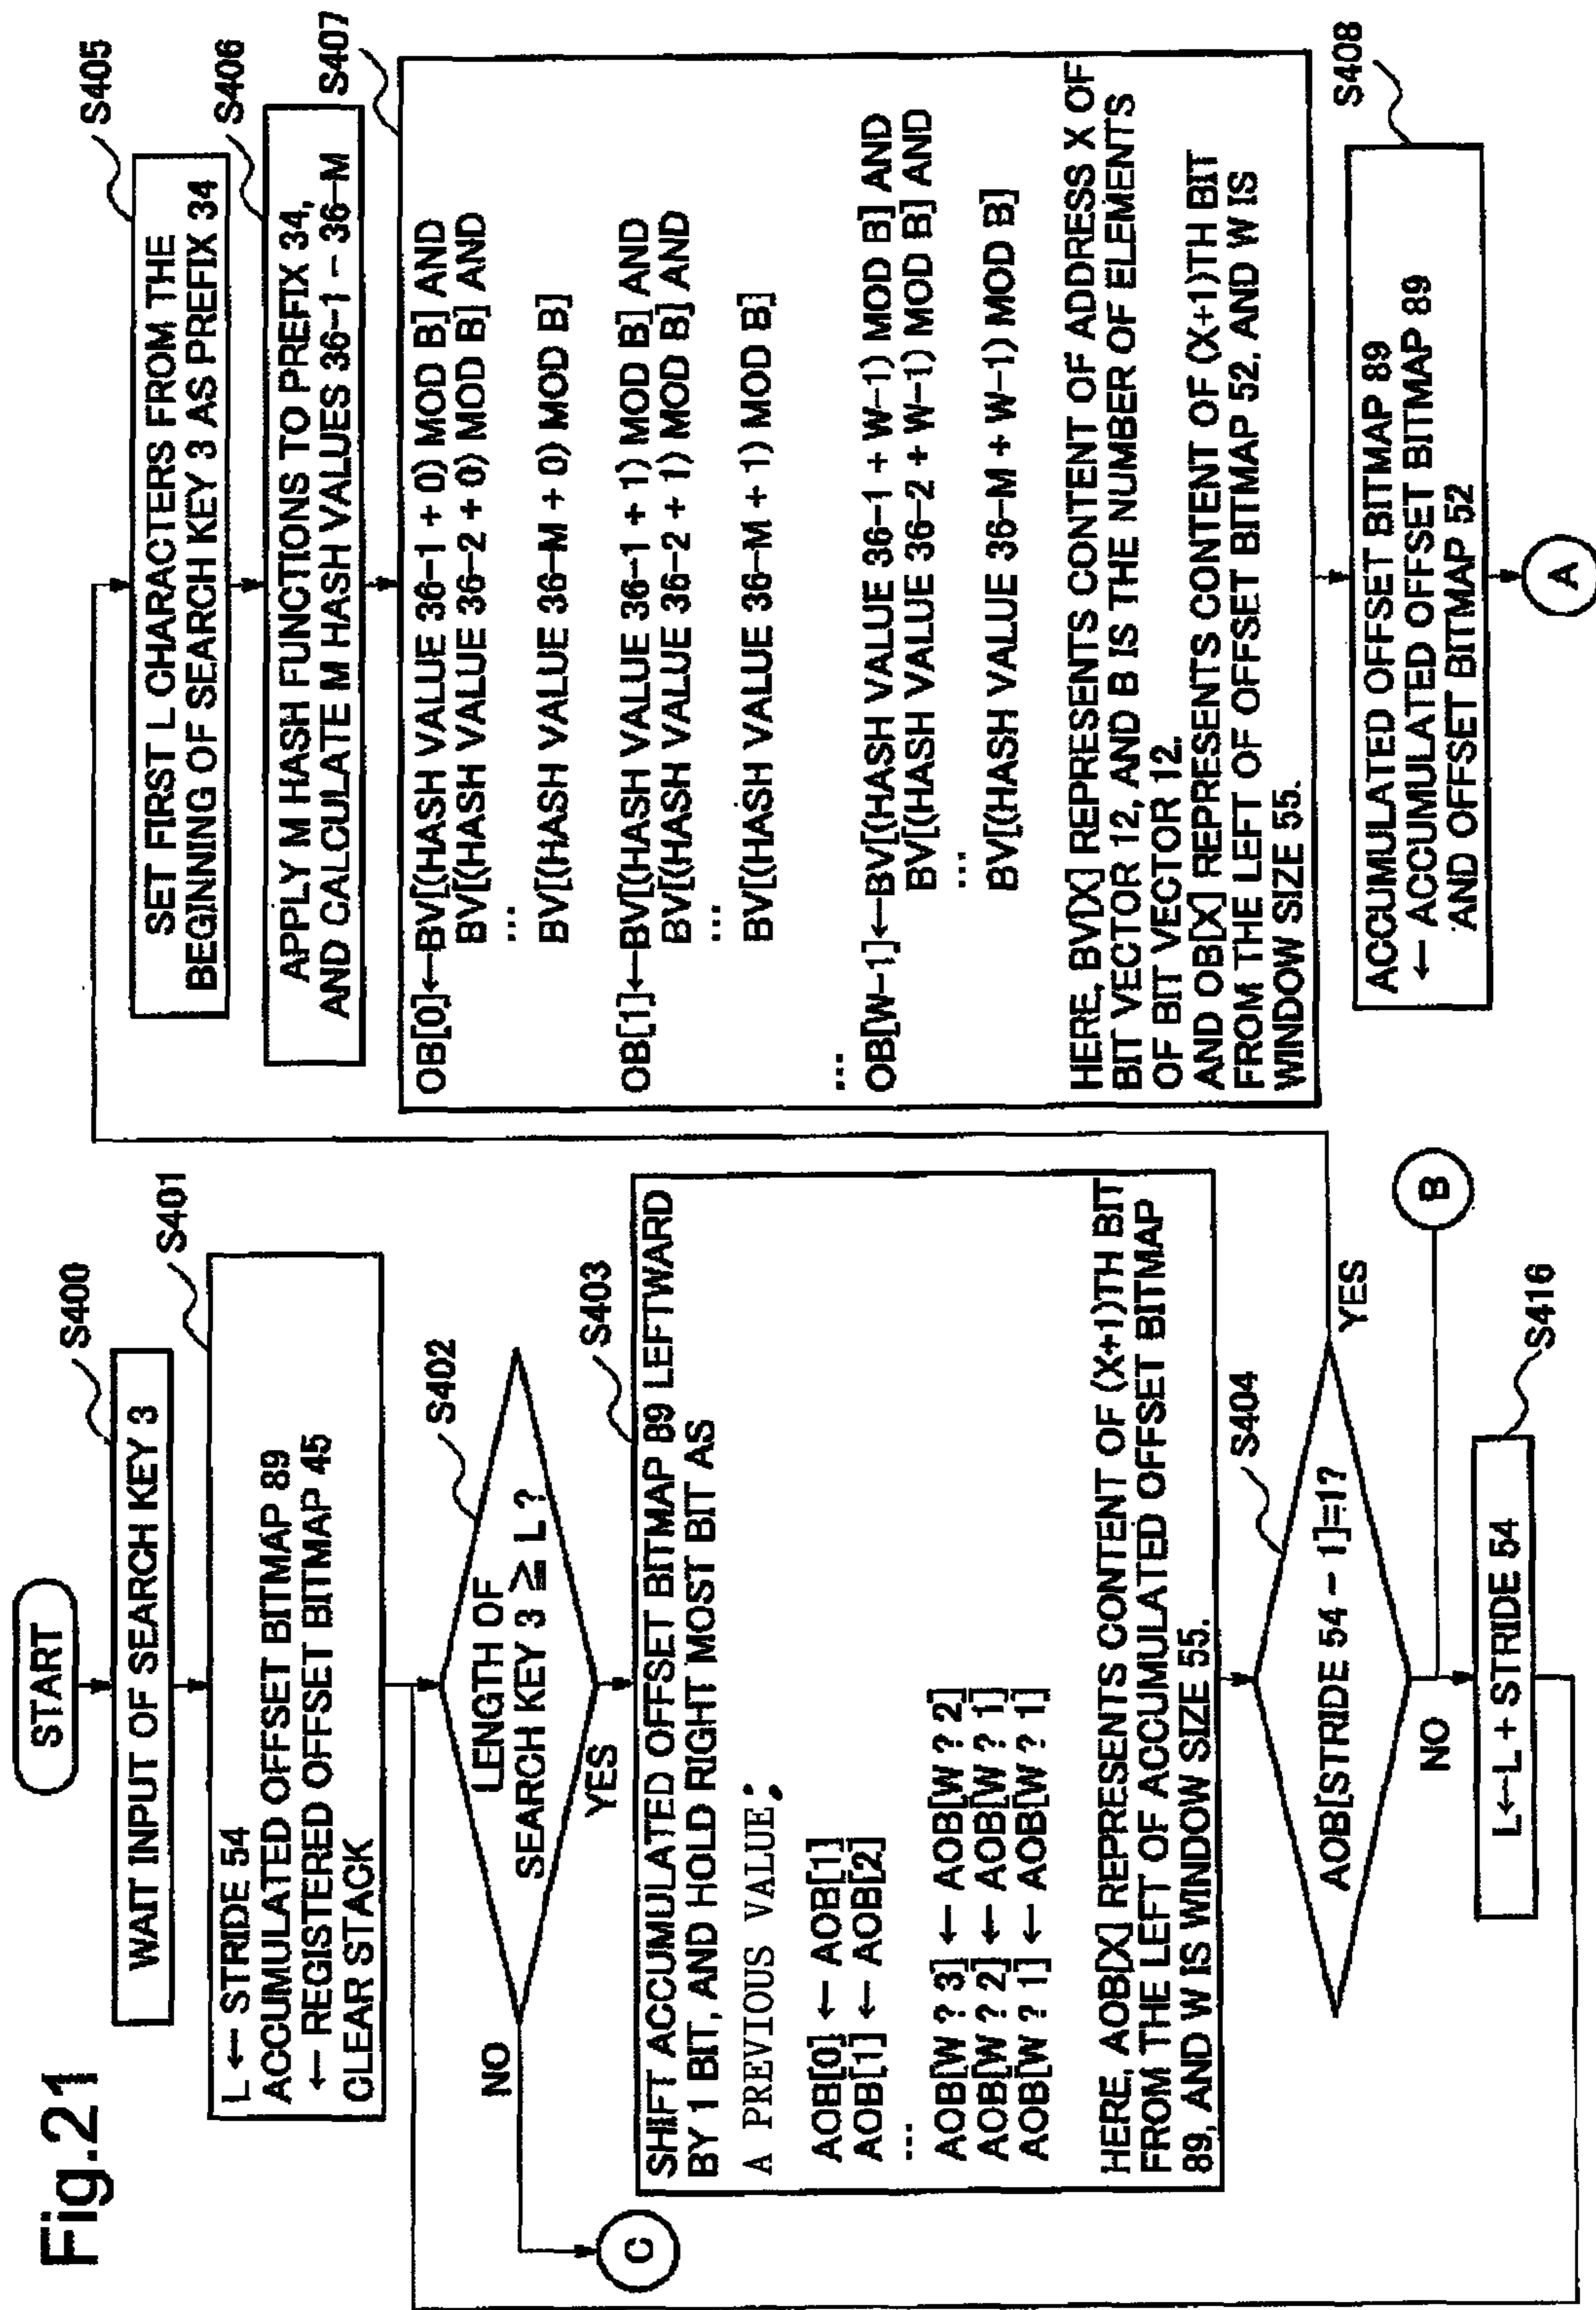 Fig.21
START
WAIT INPUT OF SEARCH KEY 3
S400
L ← STRIDE 54
ACCUMULATED OFFSET BITMAP 89
← REGISTERED OFFSET BITMAP 45
CLEAR STACK
S401
LENGTH OF
SEARCH KEY 3 ≧ L ?
S402
NO
YES
C
SHIFT ACCUMULATED OFFSET BITMAP 89 LEFTWARD
BY 1 BIT, AND HOLD RIGHT MOST BIT AS
A PREVIOUS VALUE;
AOB[0] ← AOB[1]
AOB[1] ← AOB[2]
...
AOB[W ? 3] ← AOB[W ? 2]
AOB[W ? 2] ← AOB[W ? 1]
AOB[W ? 1] ← AOB[W ? 1]
HERE, AOB[X] REPRESENTS CONTENT OF (X+1)TH BIT
FROM THE LEFT OF ACCUMULATED OFFSET BITMAP
89, AND W IS WINDOW SIZE 55.
S403
AOB[STRIDE 54 − 1]=1?
S404
YES
NO
B
L←L + STRIDE 54
S416
SET FIRST L CHARACTERS FROM THE
BEGINNING OF SEARCH KEY 3 AS PREFIX 34
S405
APPLY M HASH FUNCTIONS TO PREFIX 34,
AND CALCULATE M HASH VALUES 36−1 − 36−M
S406
OB[0]←BV[(HASH VALUE 36−1 + 0) MOD B] AND
BV[(HASH VALUE 36−2 + 0) MOD B] AND
...
BV[(HASH VALUE 36−M + 0) MOD B]
OB[1]←BV[(HASH VALUE 36−1 + 1) MOD B] AND
BV[(HASH VALUE 36−2 + 1) MOD B] AND
...
BV[(HASH VALUE 36−M + 1) MOD B]
...
OB[W−1]←BV[(HASH VALUE 36−1 + W−1) MOD B] AND
BV[(HASH VALUE 36−2 + W−1) MOD B] AND
...
BV[(HASH VALUE 36−M + W−1) MOD B]
HERE, BV[X] REPRESENTS CONTENT OF ADDRESS X OF
BIT VECTOR 12, AND B IS THE NUMBER OF ELEMENTS
OF BIT VECTOR 12.
AND OB[X] REPRESENTS CONTENT OF (X+1)TH BIT
FROM THE LEFT OF OFFSET BITMAP 52, AND W IS
WINDOW SIZE 55.
S407
ACCUMULATED OFFSET BITMAP 89
← ACCUMULATED OFFSET BITMAP 89
AND OFFSET BITMAP 52
S408
A